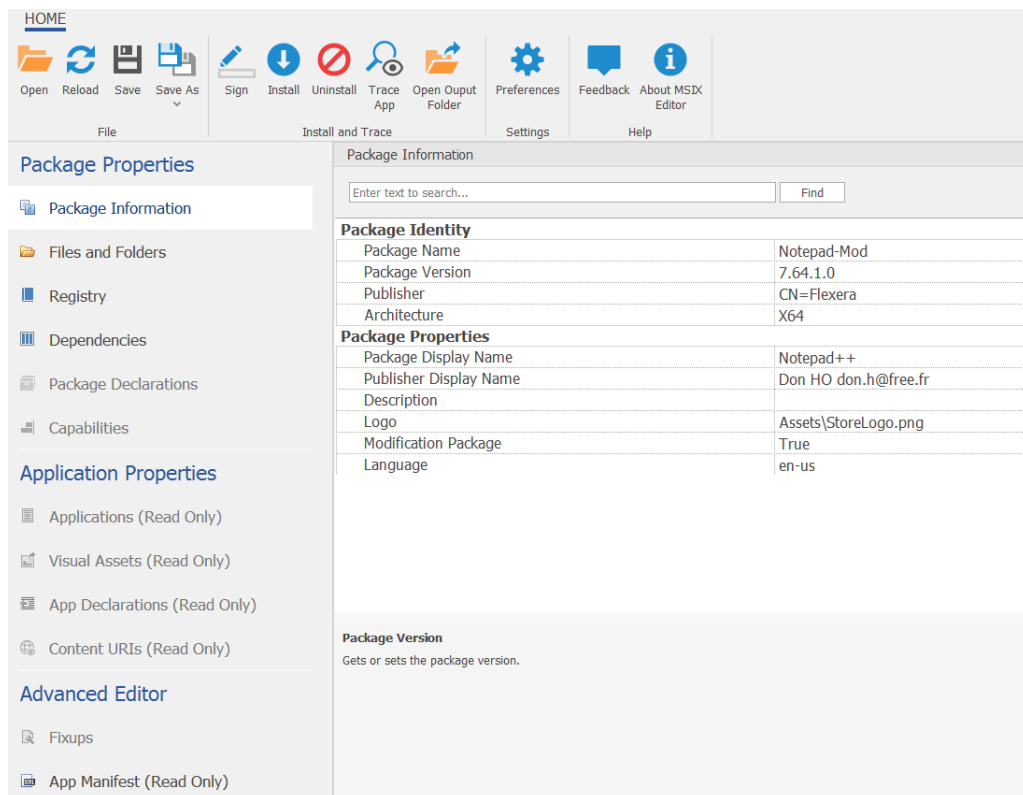 HOME
Open
Reload
Save
Save As
Sign
Install
Uninstall
Trace App
Open Ouput Folder
Preferences
Feedback
About MSIX Editor
File
Install and Trace
Settings
Help
Package Properties
Package Information
Files and Folders
Registry
Dependencies
Package Declarations
Capabilities
Application Properties
Applications (Read Only)
Visual Assets (Read Only)
App Declarations (Read Only)
Content URIs (Read Only)
Advanced Editor
Fixups
App Manifest (Read Only)
Package Information
Enter text to search... Find
Package Identity
Package Name Notepad-Mod
Package Version 7.64.1.0
Publisher CN=Flexera
Architecture X64
Package Properties
Package Display Name Notepad++
Publisher Display Name Don HO don.h@free.fr
Description
Logo Assets\StoreLogo.png
Modification Package True
Language en-us
Package Version
Gets or sets the package version.